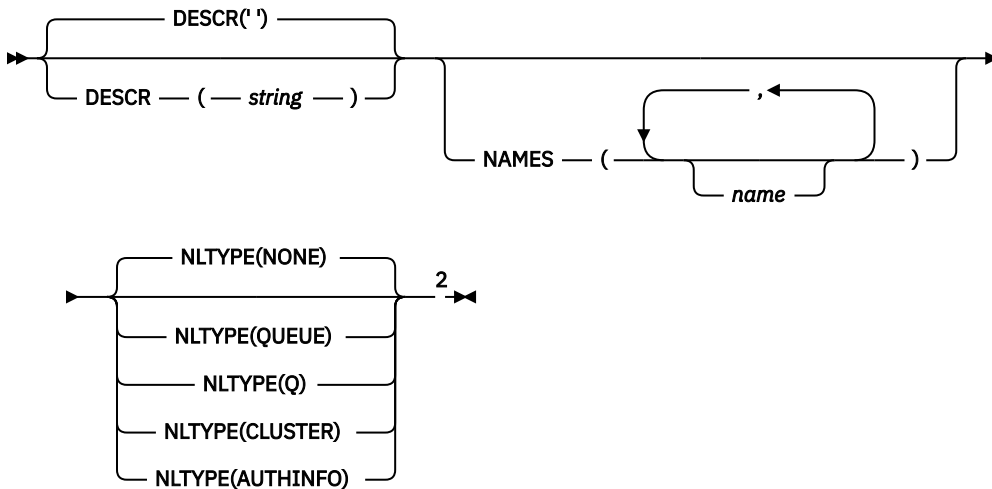 DESCR(' ')
DESCR ( string )
,
NAMES ( )
name
NLTYPE(NONE)
2
NLTYPE(QUEUE)
NLTYPE(Q)
NLTYPE(CLUSTER)
NLTYPE(AUTHINFO)